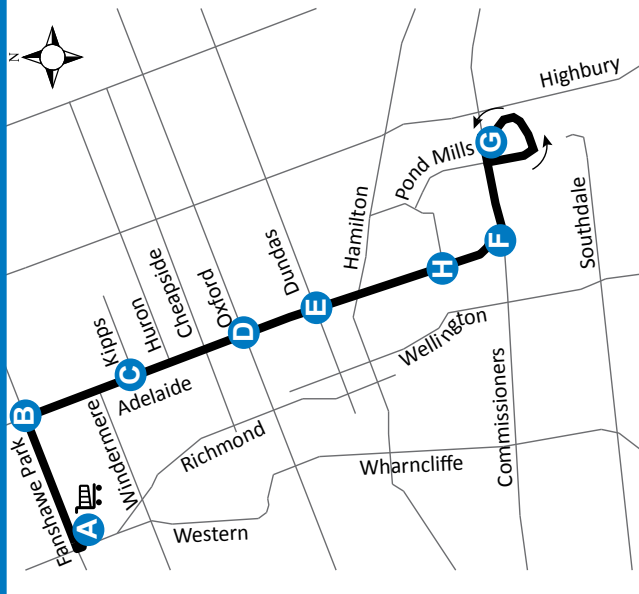 N
Highbury
Pond Mills
G
Hamilton
Southdale
Dundas
F
H
Oxford
Cheapside
Huron
Kipps
E
D
C
B
Adelaide
Wellington
Commissioners
Fanshawe Park
Windermere
Richmond
Wharncliffe
A
Western